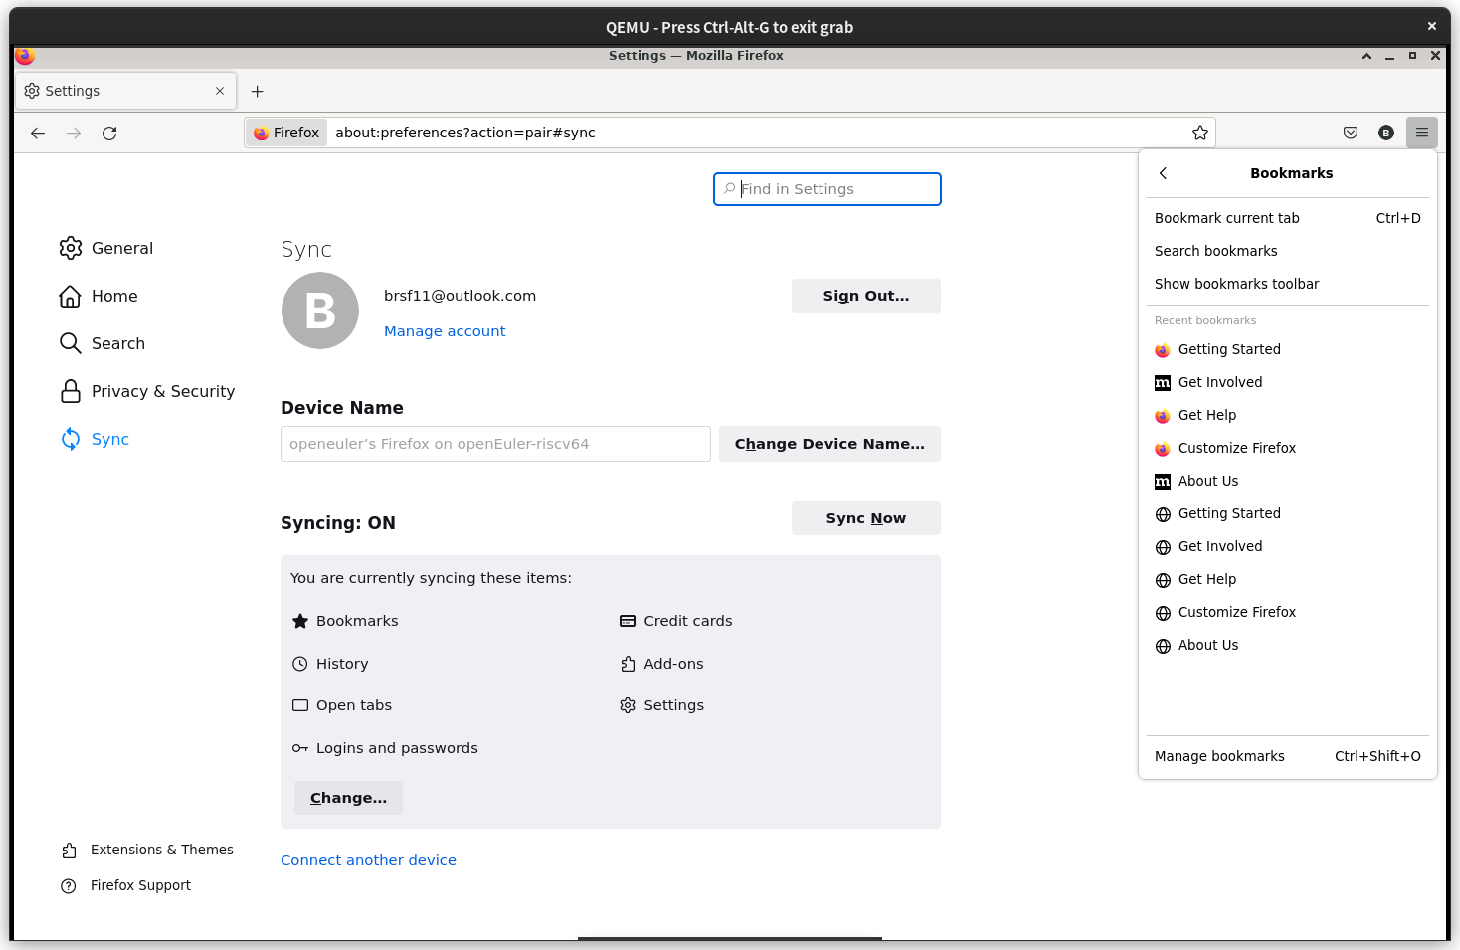 QEMU - Press Ctrl-Alt-G to exit grab
Settings — Mozilla Firefox
Settings
Firefox about:preferences?action=pair#sync
B
Find in Settings
General
Home
Search
Privacy & Security
Sync
Extensions & Themes
Firefox Support
Sync
B
brsf11@outlook.com
Manage account
Sign Out...
Device Name
openeuler’s Firefox on openEuler-riscv64
Change Device Name...
Syncing: ON
Sync Now
You are currently syncing these items:
Bookmarks
History
Open tabs
Logins and passwords
Credit cards
Add-ons
Settings
Change...
Connect another device
Bookmarks
Bookmark current tab Ctrl+D
Search bookmarks
Show bookmarks toolbar
Recent bookmarks
Getting Started
m Get Involved
Get Help
Customize Firefox
m About Us
Getting Started
Get Involved
Get Help
Customize Firefox
About Us
Manage bookmarks Ctrl+Shift+O